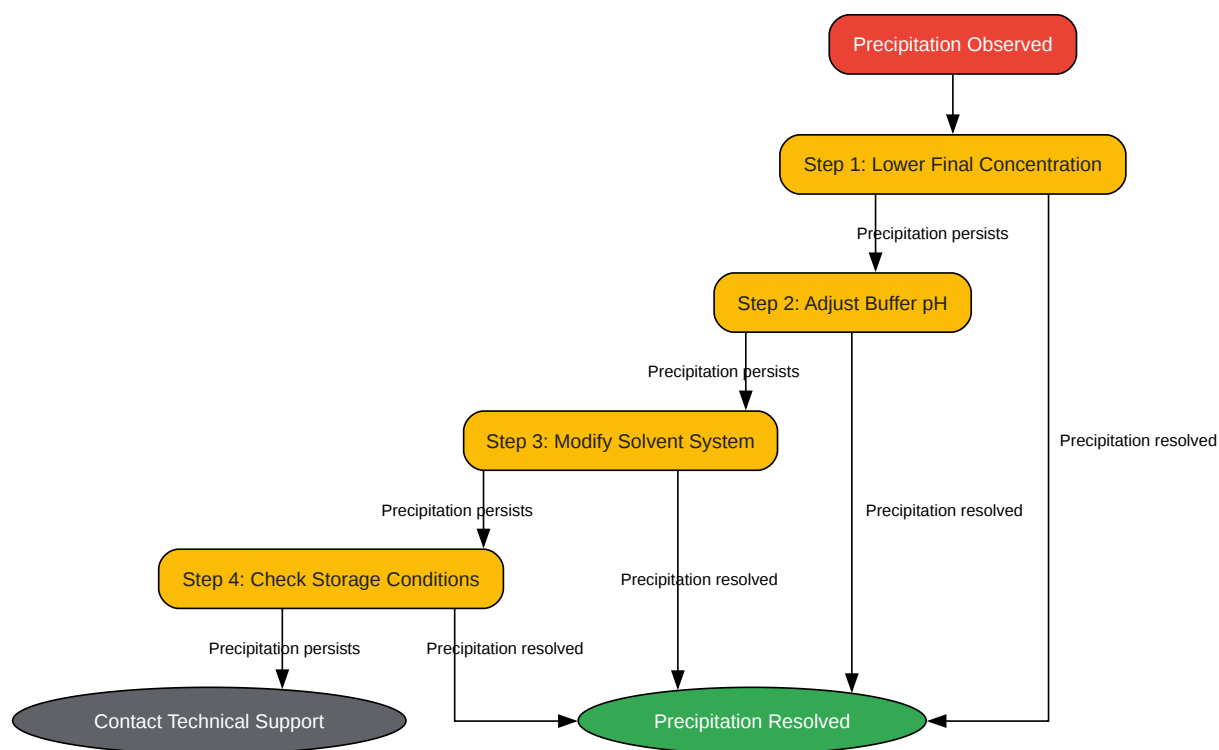 Precipitation Observed
Step 1: Lower Final Concentration
Precipitation persists
Step 2: Adjust Buffer pH
Precipitation persists
Step 3: Modify Solvent System
Precipitation resolved
Precipitation persists
Precipitation resolved
Step 4: Check Storage Conditions
Precipitation resolved
Precipitation persists
Precipitation resolved
Contact Technical Support
Precipitation Resolved